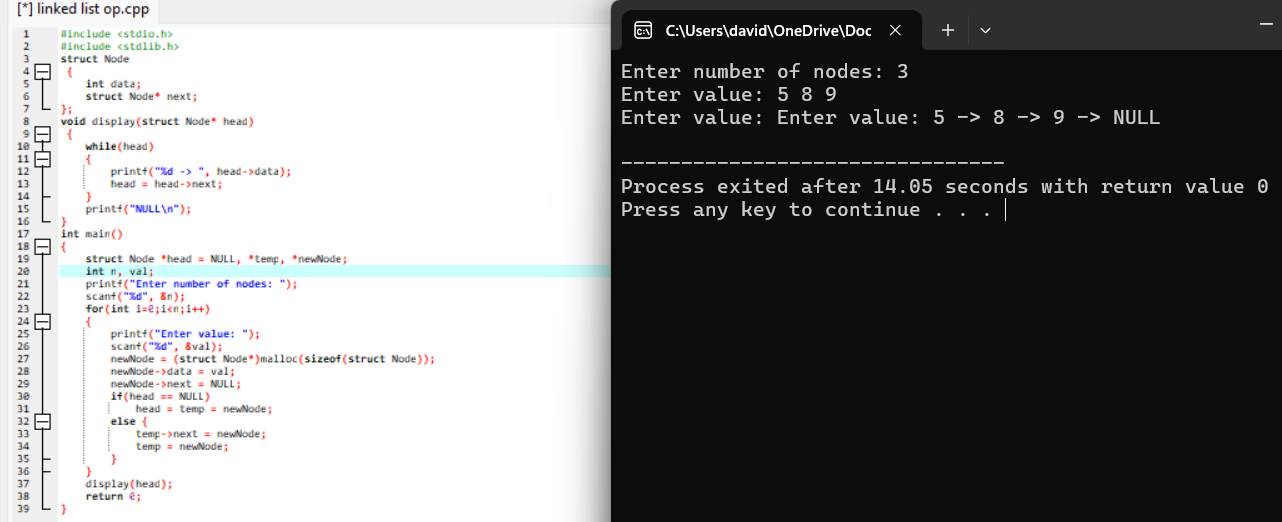 [*] linked list op.cpp
1 #include <stdio.h>
2 #include <stdlib.h>
3 struct Node
4 {
5 int data;
6 struct Node* next;
7 };
8 void display(struct Node* head)
9 {
10 while(head)
11 {
12 printf("%d -> ", head->data);
13 head = head->next;
14 }
15 printf("NULL\n");
16 }
17 int main()
18 {
19 struct Node *head = NULL, *temp, *newNode;
20 int n, val;
21 printf("Enter number of nodes: ");
22 scanf("%d", &n);
23 for(int i=0;i<n;i++)
24 {
25 printf("Enter value: ");
26 scanf("%d", &val);
27 newNode = (struct Node*)malloc(sizeof(struct Node));
28 newNode->data = val;
29 newNode->next = NULL;
30 if(head == NULL)
31 head = temp = newNode;
32 else {
33 temp->next = newNode;
34 temp = newNode;
35 }
36 }
37 display(head);
38 return 0;
39 }
C:\Users\david\OneDrive\Doc
Enter number of nodes: 3
Enter value: 5 8 9
Enter value: Enter value: 5 -> 8 -> 9 -> NULL
--------------------------------
Process exited after 14.05 seconds with return value 0
Press any key to continue . . .